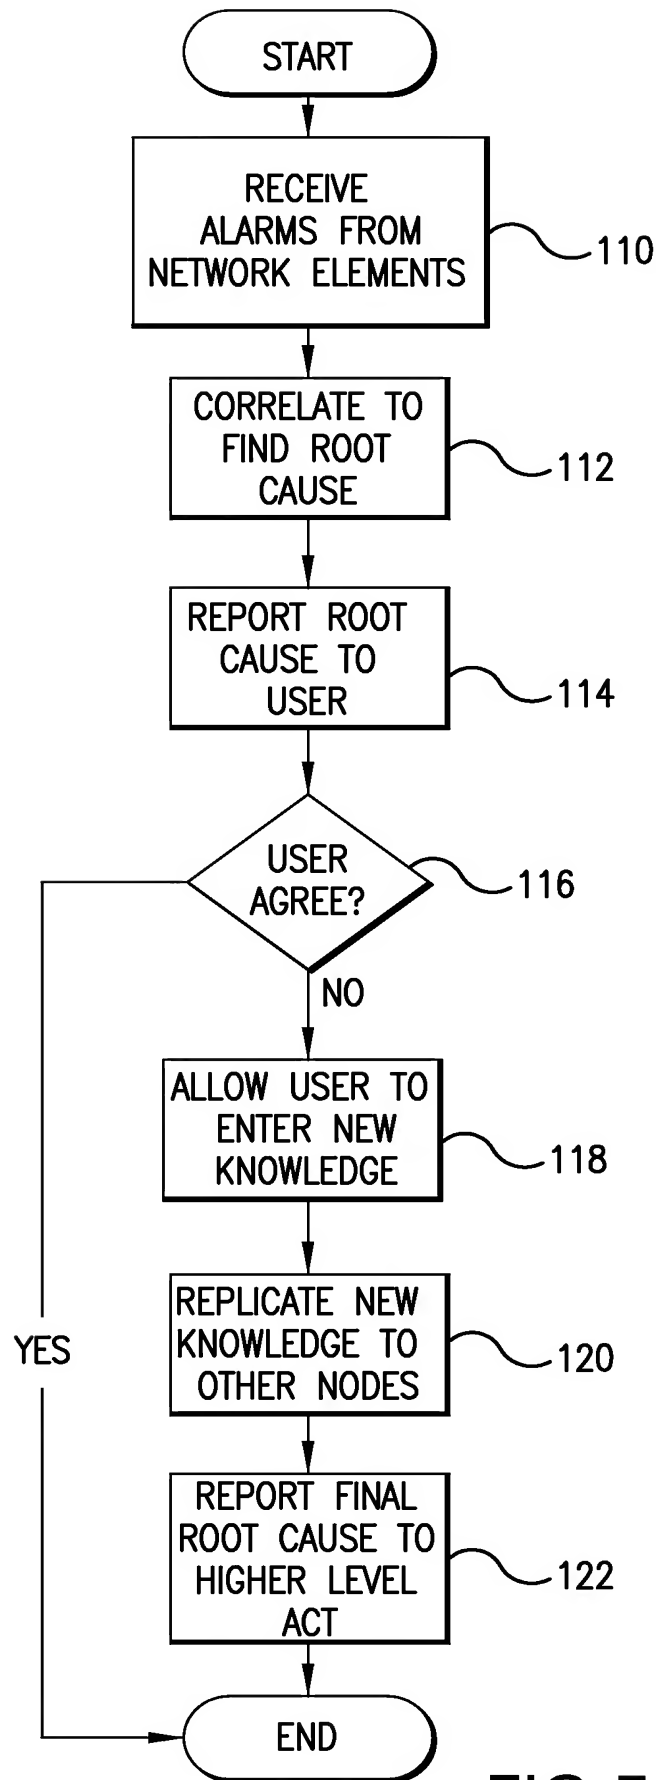 START
RECEIVE
ALARMS FROM
NETWORK ELEMENTS
110
CORRELATE TO
FIND ROOT
CAUSE
112
REPORT ROOT
CAUSE TO
USER
114
USER
AGREE?
116
NO
ALLOW USER TO
ENTER NEW
KNOWLEDGE
118
YES
REPLICATE NEW
KNOWLEDGE TO
OTHER NODES
120
REPORT FINAL
ROOT CAUSE TO
HIGHER LEVEL
ACT
122
END